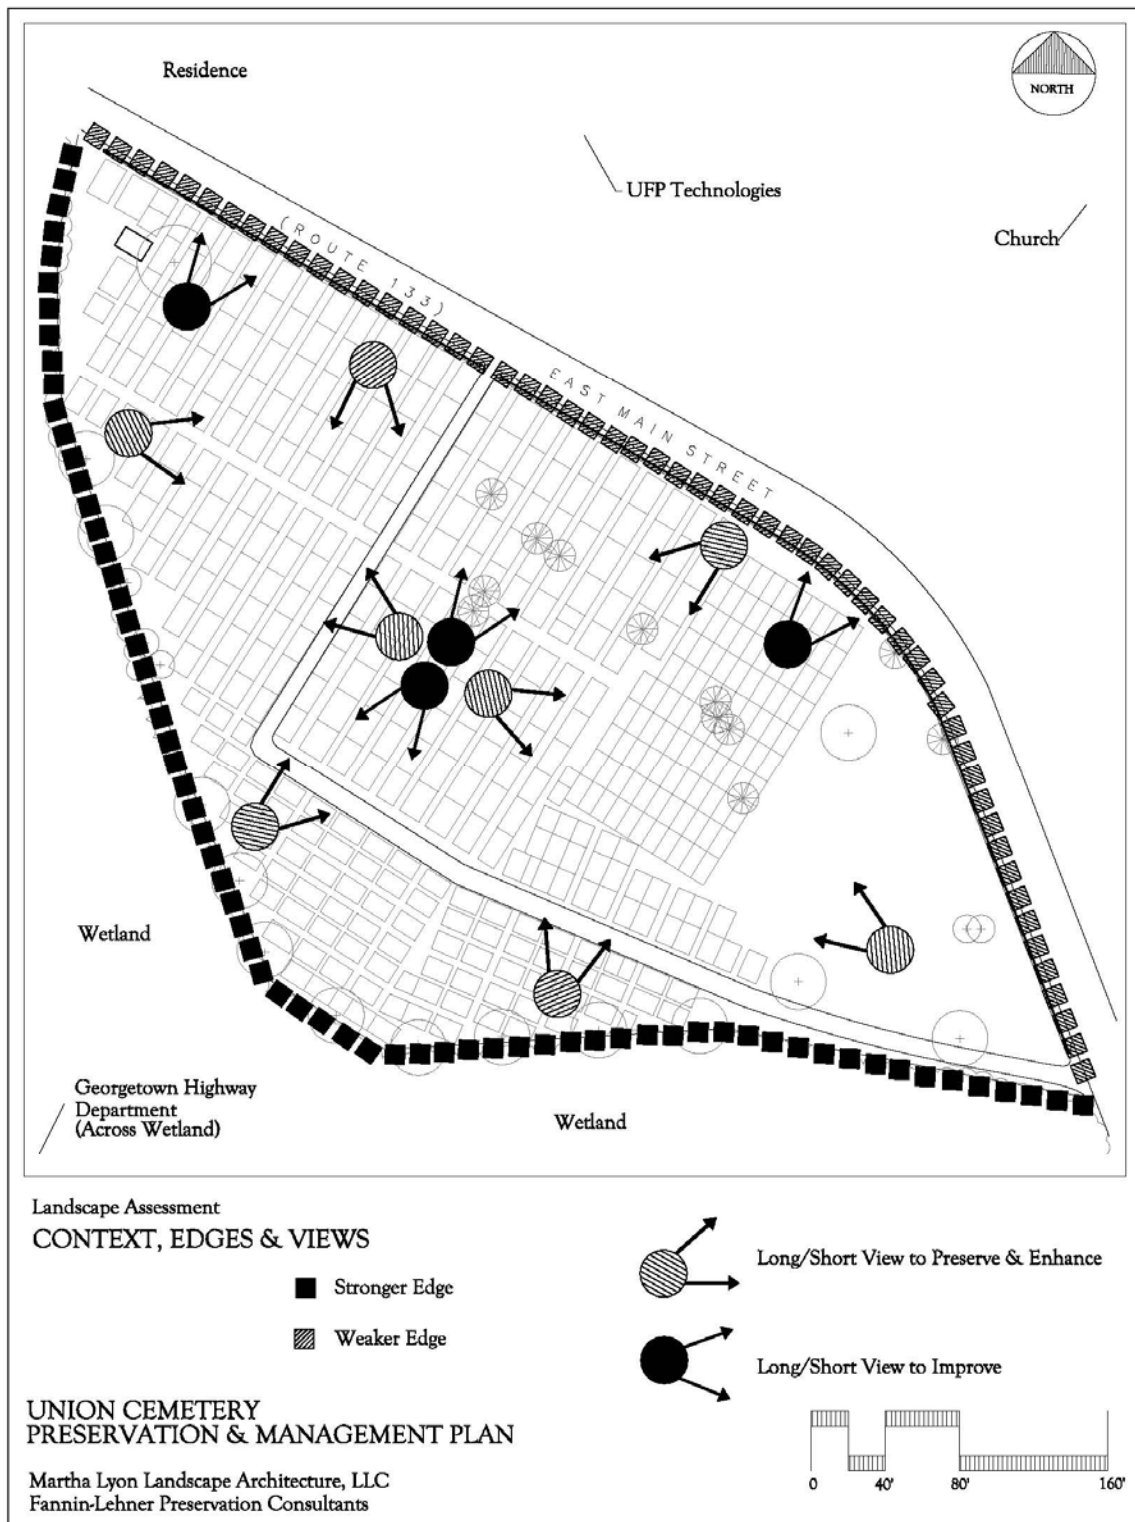 Residence
NORTH
UFP Technologies
Church
(ROUTE 133)
EAST MAIN STREET
Wetland
Georgetown Highway
Department
(Across Wetland)
Wetland
Landscape Assessment
CONTEXT, EDGES & VIEWS
Stronger Edge
Weaker Edge
Long/Short View to Preserve & Enhance
Long/Short View to Improve
UNION CEMETERY
PRESERVATION & MANAGEMENT PLAN
Martha Lyon Landscape Architecture, LLC
Fannin-Lehner Preservation Consultants
0 40' 80' 160'